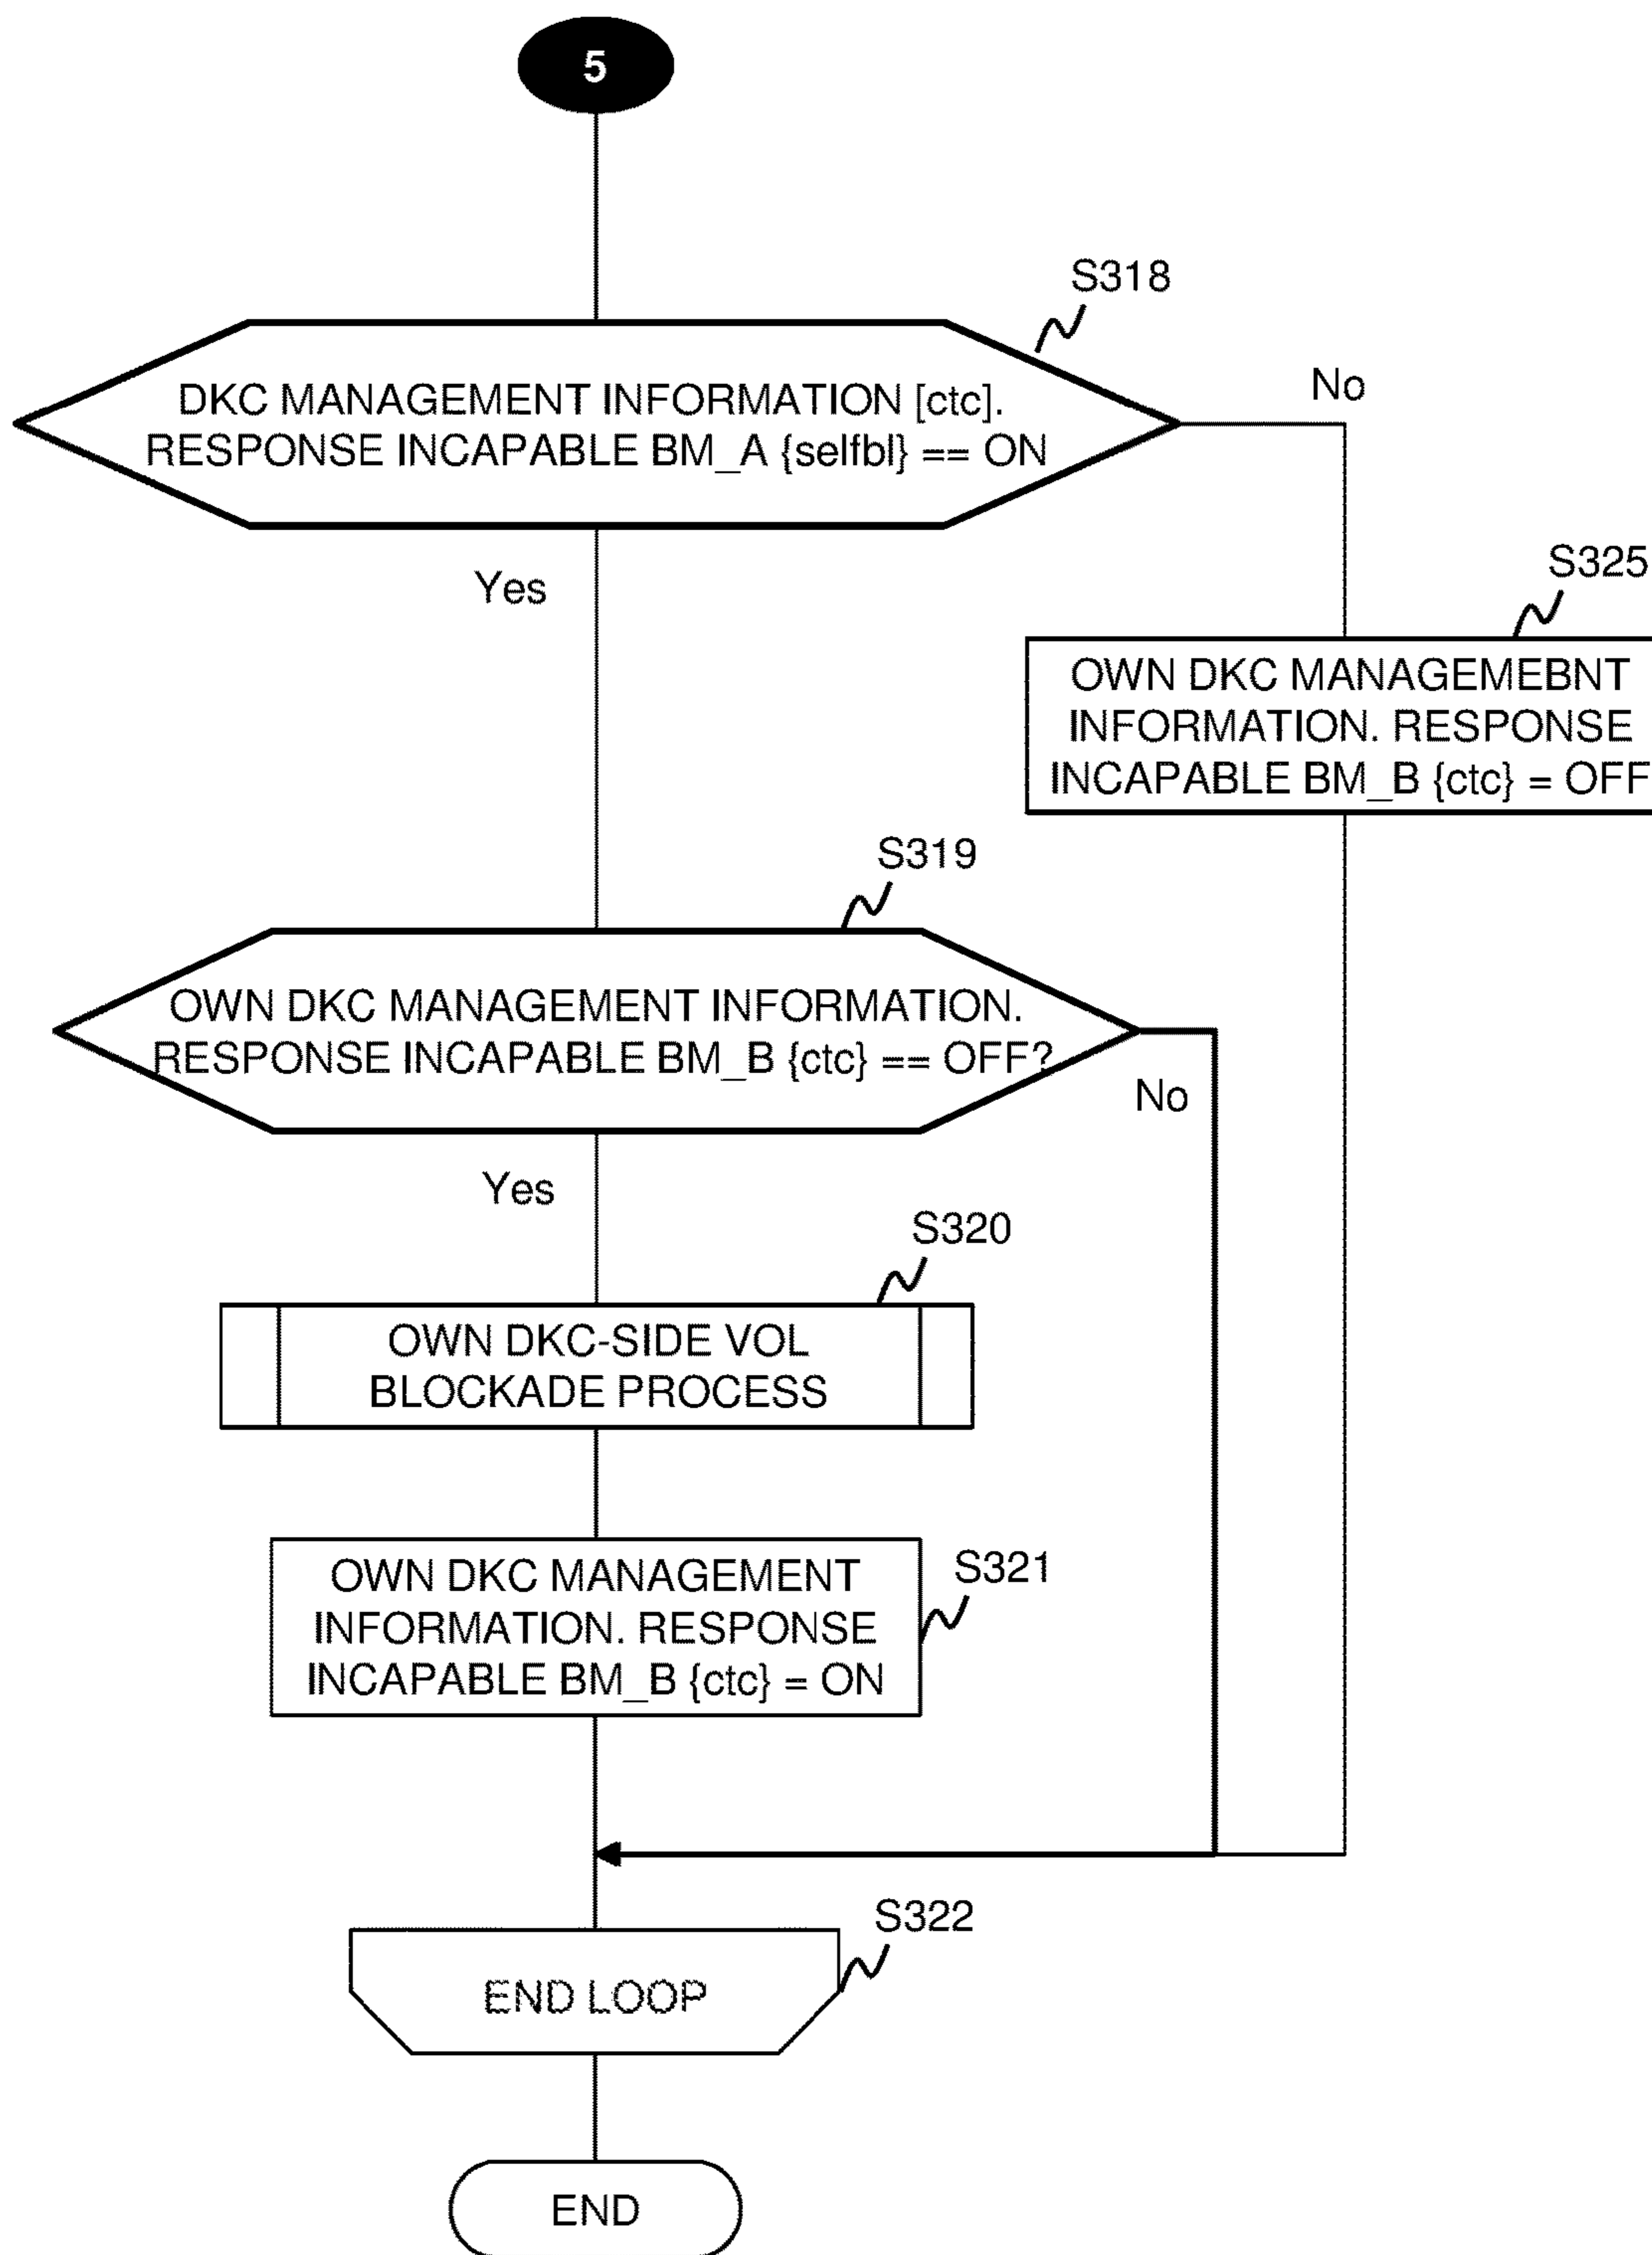 5
S318
DKC MANAGEMENT INFORMATION [ctc].
RESPONSE INCAPABLE BM_A {selfbl} == ON
No
Yes
S325
OWN DKC MANAGEMEBNT
INFORMATION. RESPONSE
INCAPABLE BM_B {ctc} = OFF
S319
OWN DKC MANAGEMENT INFORMATION.
RESPONSE INCAPABLE BM_B {ctc} == OFF?
No
Yes
S320
OWN DKC-SIDE VOL
BLOCKADE PROCESS
S321
OWN DKC MANAGEMENT
INFORMATION. RESPONSE
INCAPABLE BM_B {ctc} = ON
S322
END LOOP
END